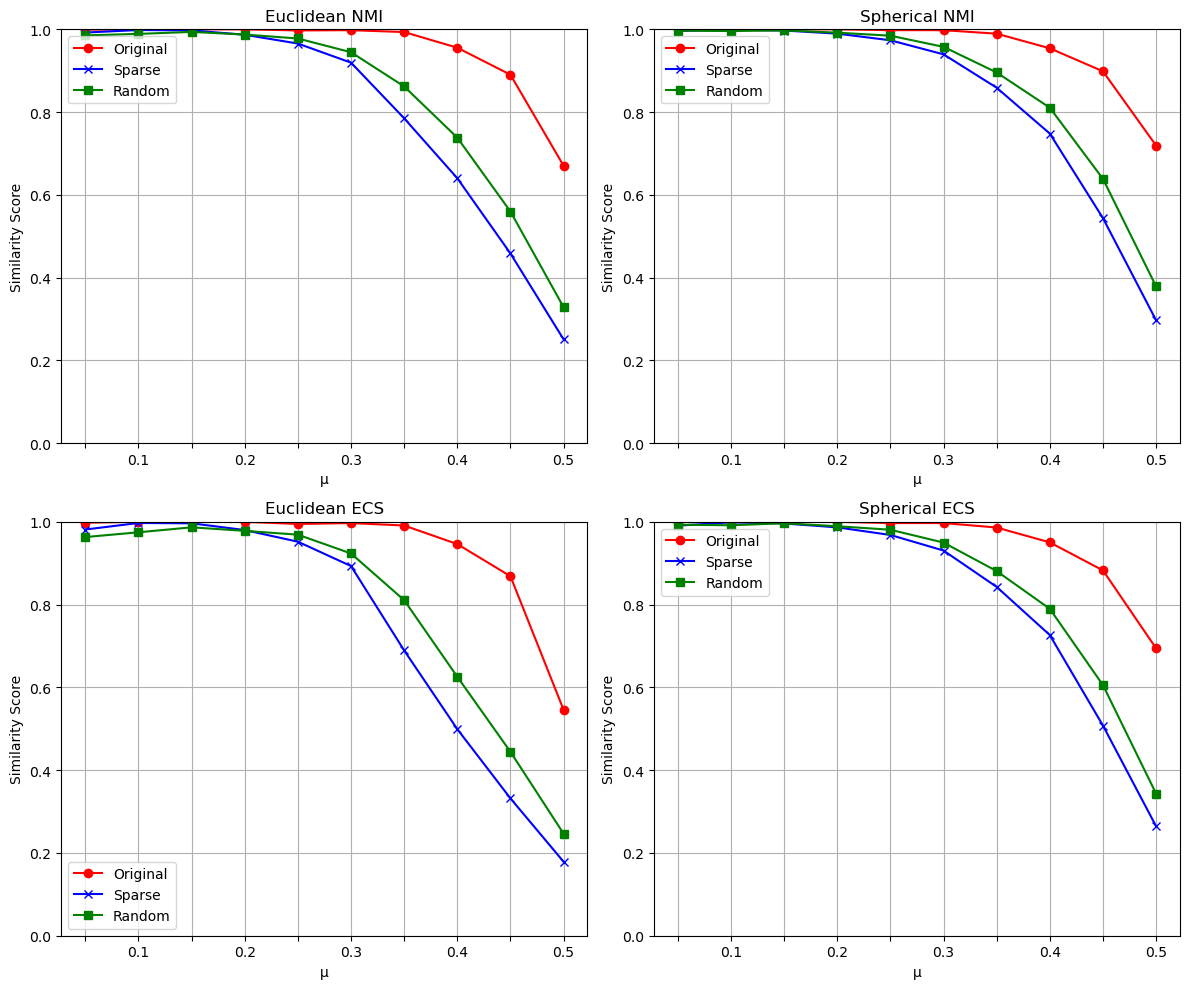 Euclidean NMI
Similarity Score
1.0
0.8
0.6
0.4
0.2
0.0
Original
Sparse
Random
0.1 0.2 0.3 0.4 0.5
μ
Spherical NMI
Similarity Score
1.0
0.8
0.6
0.4
0.2
0.0
Original
Sparse
Random
0.1 0.2 0.3 0.4 0.5
μ
Euclidean ECS
Similarity Score
1.0
0.8
0.6
0.4
0.2
0.0
Original
Sparse
Random
0.1 0.2 0.3 0.4 0.5
μ
Spherical ECS
Similarity Score
1.0
0.8
0.6
0.4
0.2
0.0
Original
Sparse
Random
0.1 0.2 0.3 0.4 0.5
μ